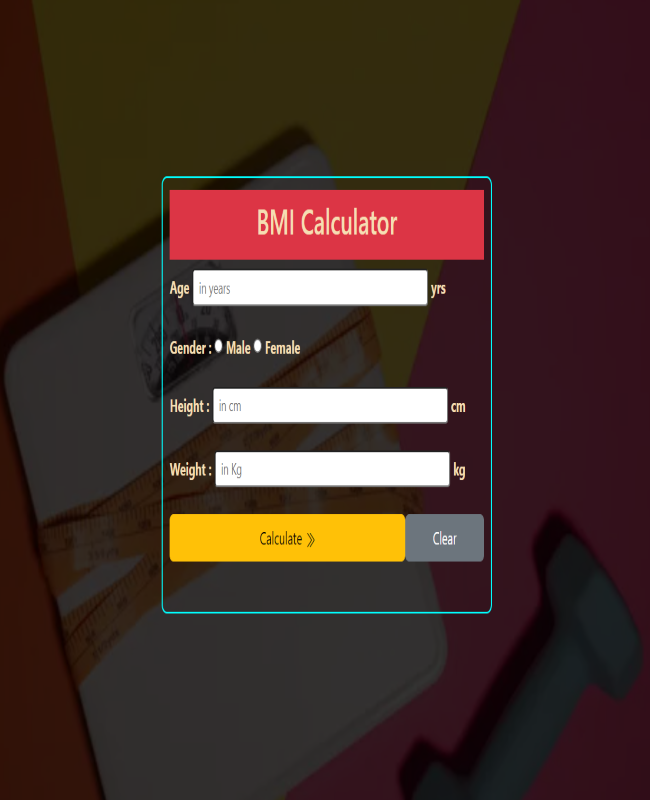 BMI Calculator
Age in years yrs
Gender : Male Female
Height : in cm cm
Weight : in Kg kg
Calculate » Clear